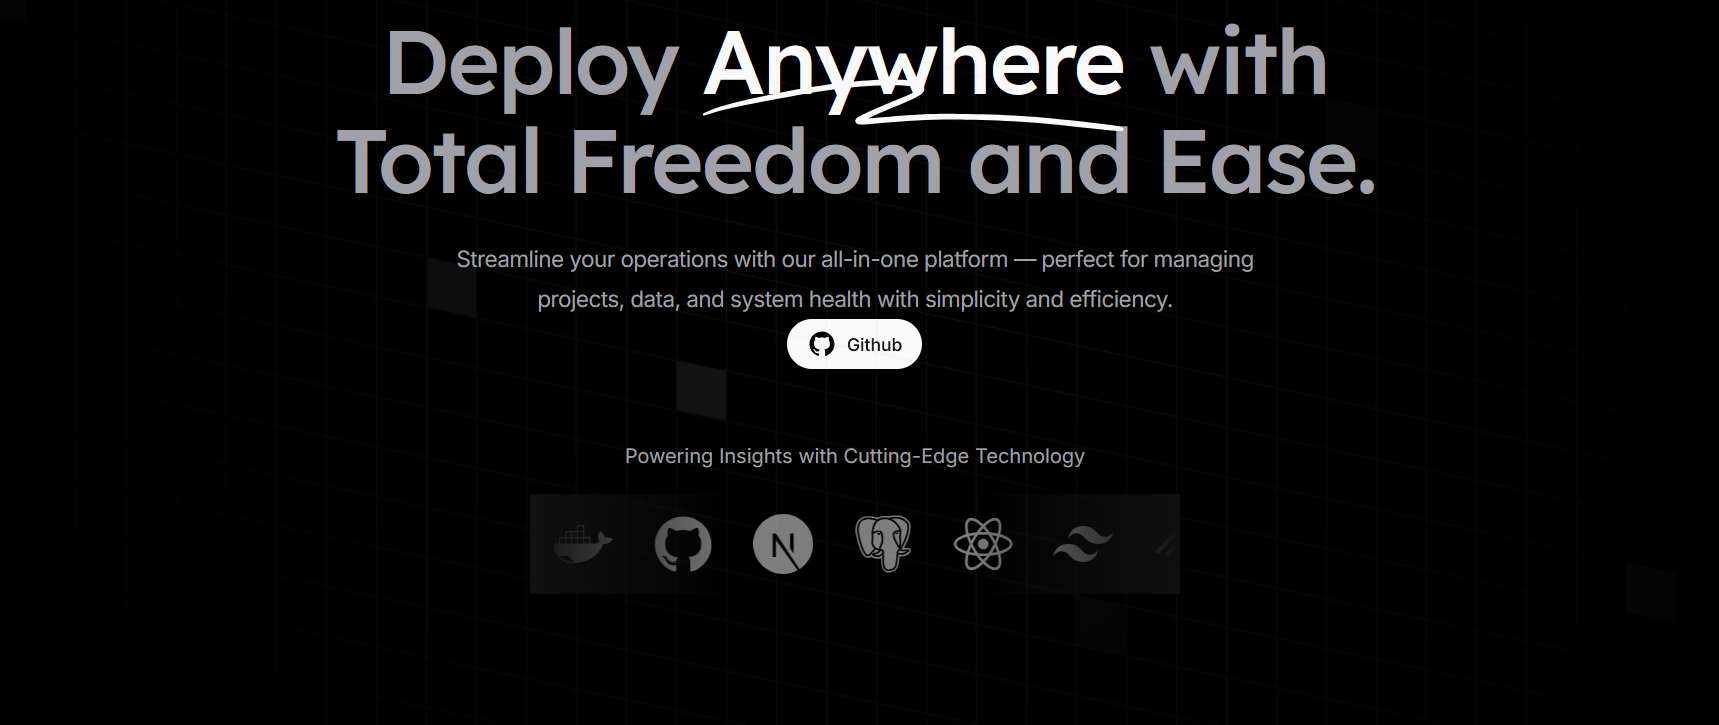 Deploy Anywhere with
Total Freedom and Ease.
Streamline your operations with our all-in-one platform — perfect for managing
projects, data, and system health with simplicity and efficiency.
Github
Powering Insights with Cutting-Edge Technology